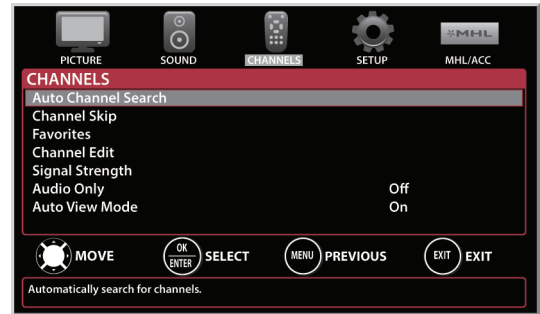 MHL
PICTURE SOUND CHANNELS SETUP MHL/ACC
CHANNELS
Auto Channel Search
Channel Skip
Favorites
Channel Edit
Signal Strength
Audio Only Off
Auto View Mode On
MOVE OK ENTER SELECT MENU PREVIOUS EXIT EXIT
Automatically search for channels.